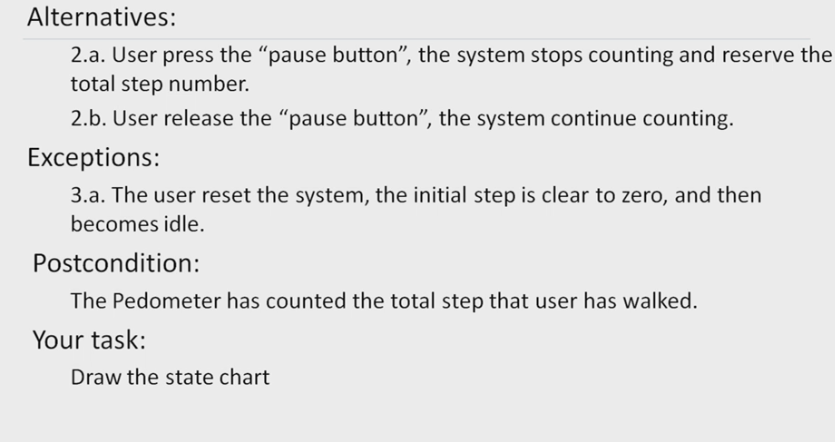 Alternatives:
2.a. User press the “pause button”, the system stops counting and reserve the
total step number.
2.b. User release the “pause button”, the system continue counting.
Exceptions:
3.a. The user reset the system, the initial step is clear to zero, and then
becomes idle.
Postcondition:
The Pedometer has counted the total step that user has walked.
Your task:
Draw the state chart